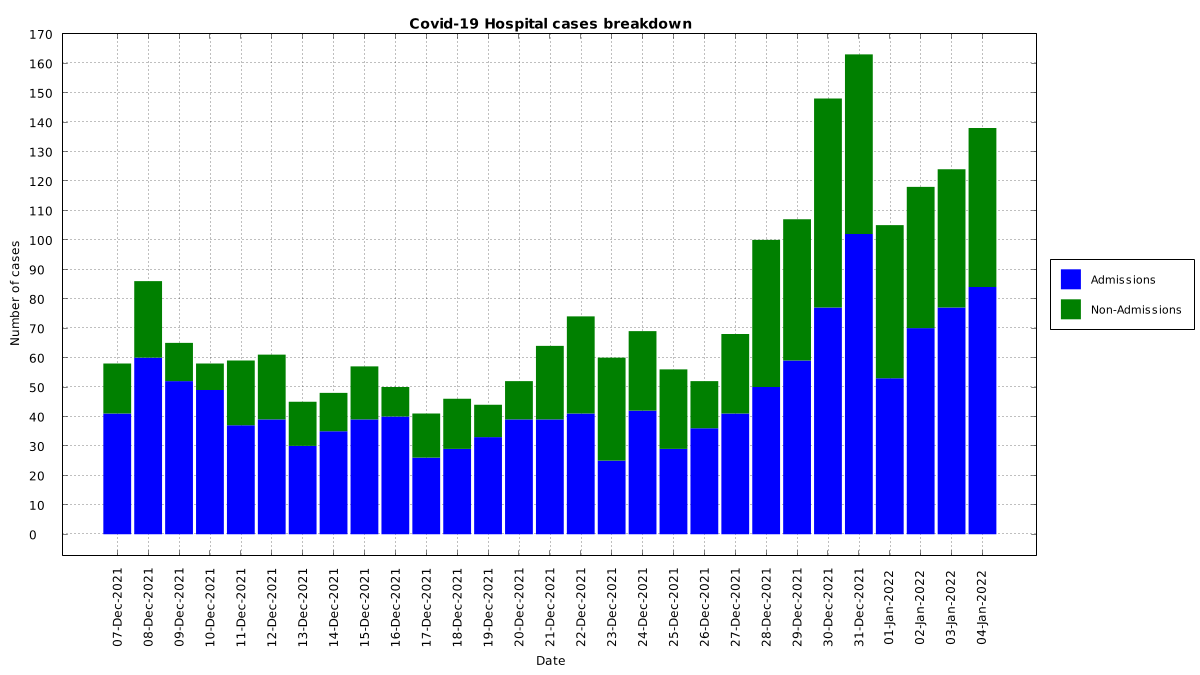 Covid-19 Hospital cases breakdown
170
160
150
140
130
120
110
100
90
80
70
60
50
40
30
20
10
0
Number of cases
07-Dec-2021
08-Dec-2021
09-Dec-2021
10-Dec-2021
11-Dec-2021
12-Dec-2021
13-Dec-2021
14-Dec-2021
15-Dec-2021
16-Dec-2021
17-Dec-2021
18-Dec-2021
19-Dec-2021
20-Dec-2021
21-Dec-2021
22-Dec-2021
23-Dec-2021
24-Dec-2021
25-Dec-2021
26-Dec-2021
27-Dec-2021
28-Dec-2021
29-Dec-2021
30-Dec-2021
31-Dec-2021
01-Jan-2022
02-Jan-2022
03-Jan-2022
04-Jan-2022
Date
Admissions
Non-Admissions